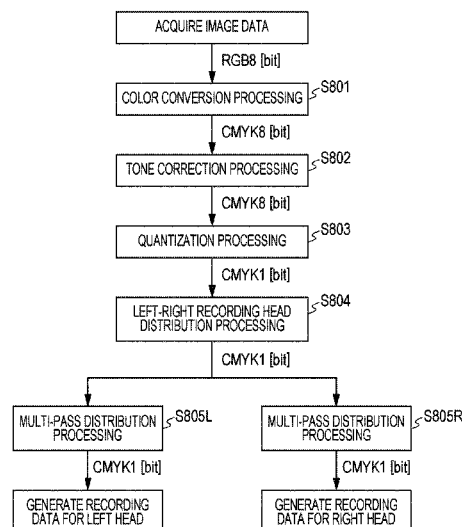 ACQUIRE IMAGE DATA
RGB8 [bit]
S801
COLOR CONVERSION PROCESSING
CMYK8 [bit]
S802
TONE CORRECTION PROCESSING
CMYK8 [bit]
S803
QUANTIZATION PROCESSING
CMYK1 [bit]
S804
LEFT-RIGHT RECORDING HEAD
DISTRIBUTION PROCESSING
CMYK1 [bit]
S805L
MULTI-PASS DISTRIBUTION
PROCESSING
CMYK1 [bit]
GENERATE RECORDING
DATA FOR LEFT HEAD
S805R
MULTI-PASS DISTRIBUTION
PROCESSING
CMYK1 [bit]
GENERATE RECORDING
DATA FOR RIGHT HEAD